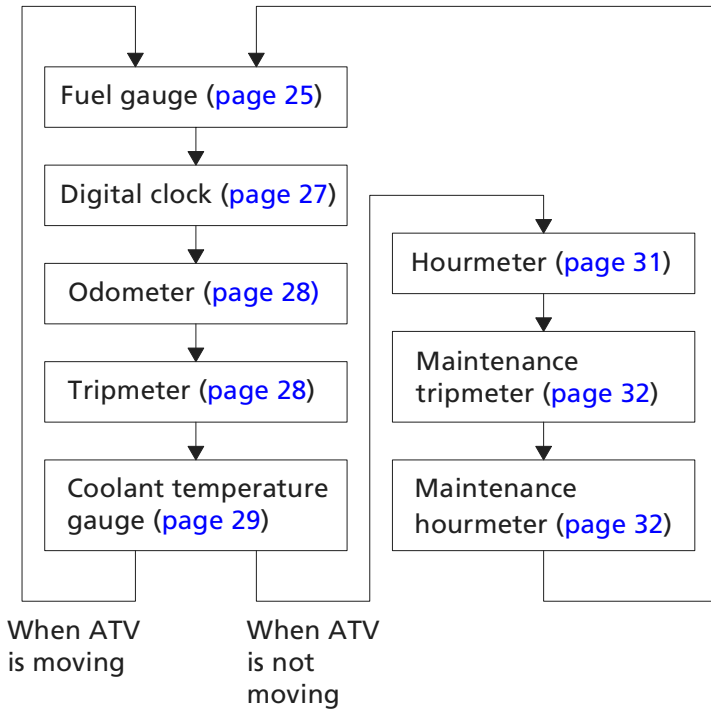 Fuel gauge (page 25)
Digital clock (page 27)
Odometer (page 28)
Tripmeter (page 28)
Coolant temperature
gauge (page 29)
When ATV
is moving
When ATV
is not
moving
Hourmeter (page 31)
Maintenance
tripmeter (page 32)
Maintenance
hourmeter (page 32)